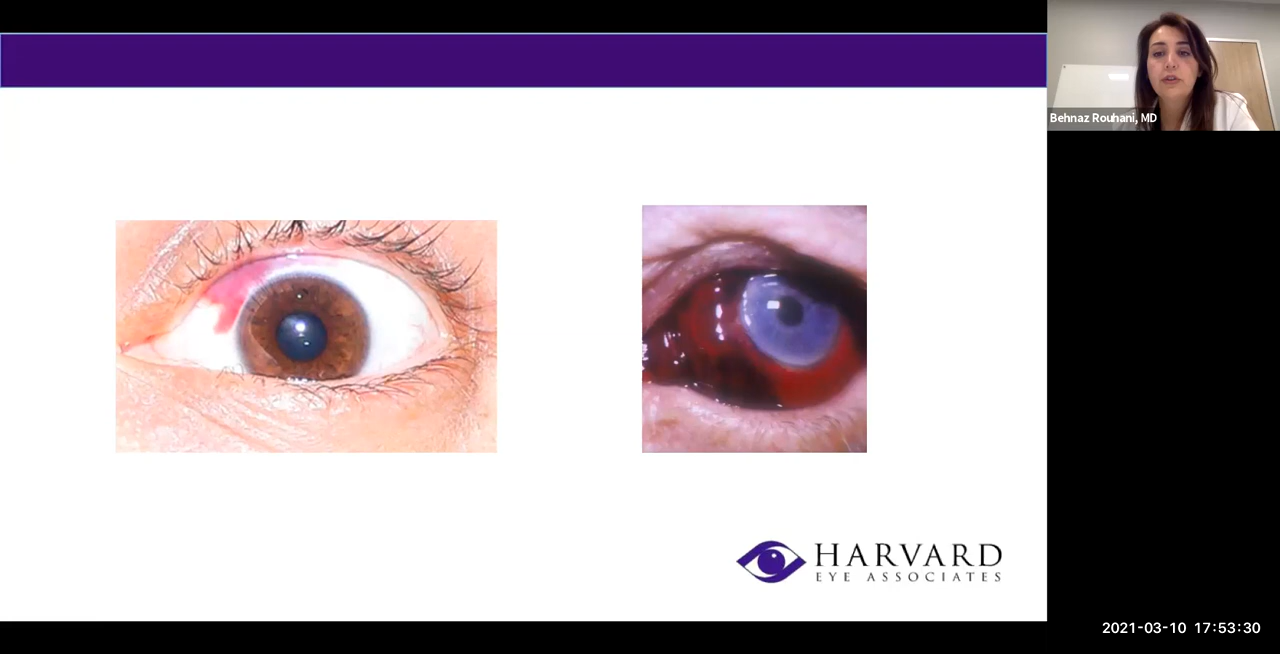 Behnaz Rouhani, MD
HARVARD
EYE ASSOCIATES
2021-03-10 17:53:30